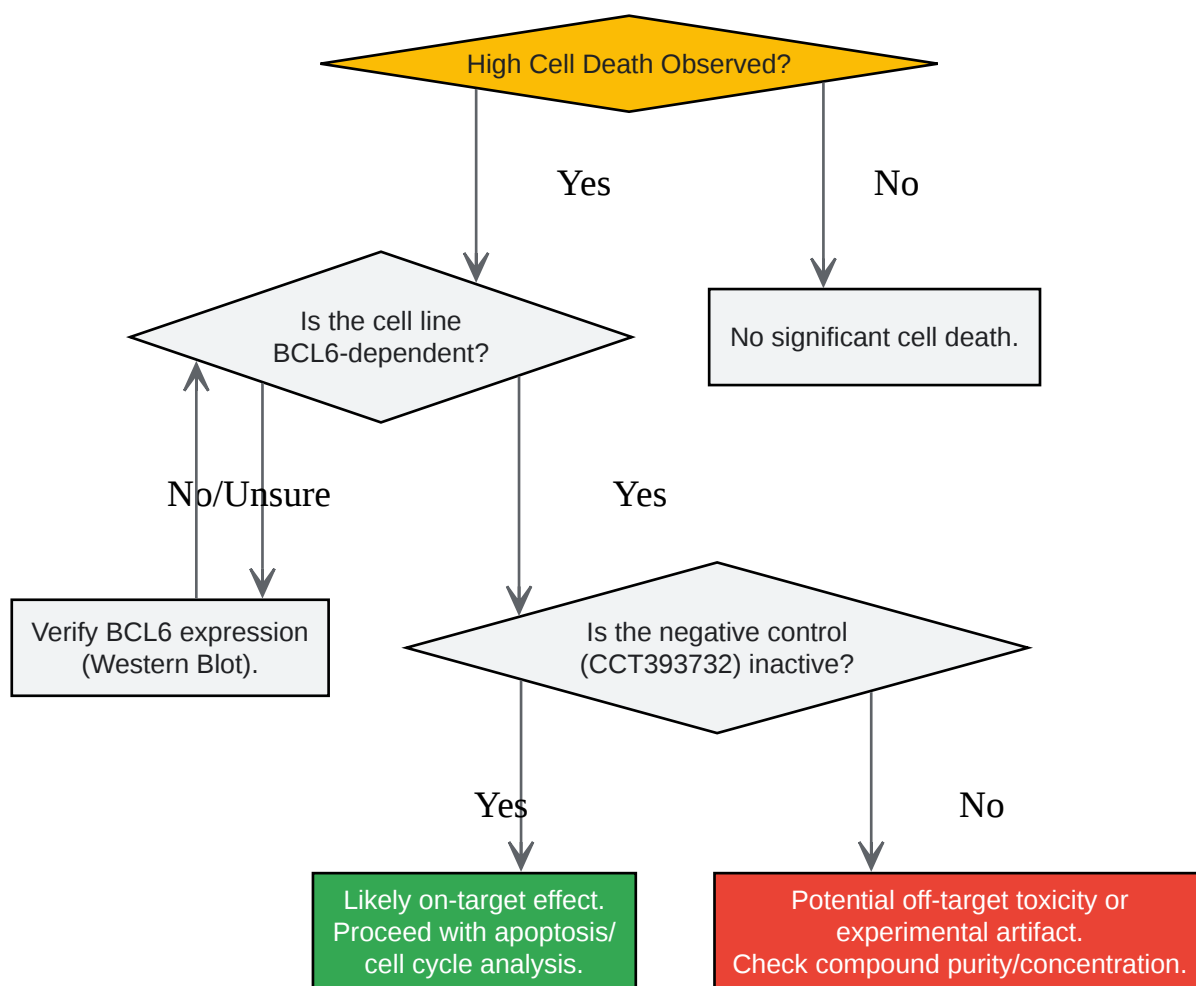 High Cell Death Observed?
Yes
No
Is the cell line
BCL6-dependent?
No significant cell death.
No/Unsure
Yes
Verify BCL6 expression
(Western Blot).
Is the negative control
(CCT393732) inactive?
Yes
No
Likely on-target effect.
Proceed with apoptosis/
cell cycle analysis.
Potential off-target toxicity or
experimental artifact.
Check compound purity/concentration.